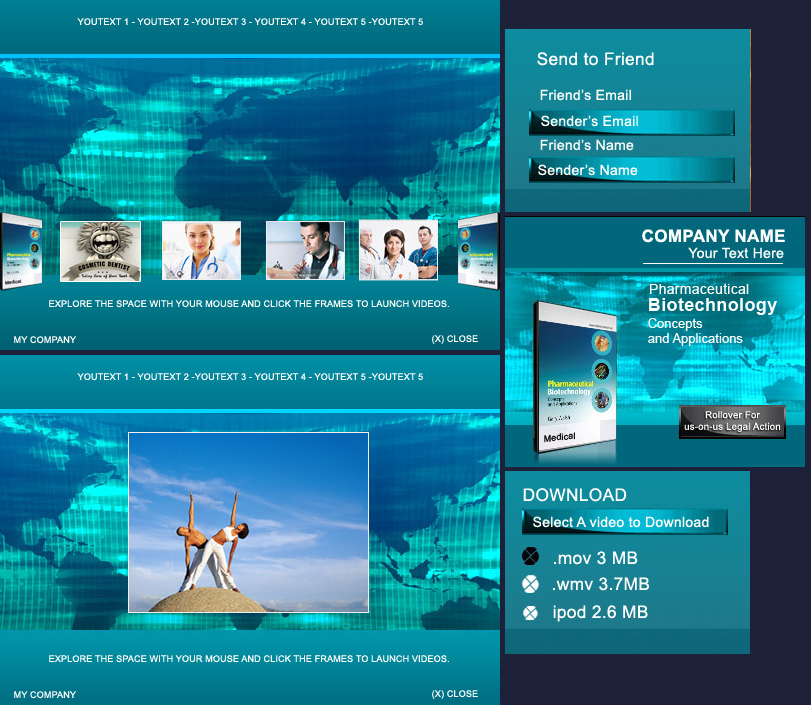 YOUTEXT 1 - YOUTEXT 2 -YOUTEXT 3 - YOUTEXT 4 - YOUTEXT 5 -YOUTEXT 5
COSMETIC DENTIST
Medical
EXPLORE THE SPACE WITH YOUR MOUSE AND CLICK THE FRAMES TO LAUNCH VIDEOS.
MY COMPANY
(X) CLOSE
YOUTEXT 1 - YOUTEXT 2 -YOUTEXT 3 - YOUTEXT 4 - YOUTEXT 5 -YOUTEXT 5
EXPLORE THE SPACE WITH YOUR MOUSE AND CLICK THE FRAMES TO LAUNCH VIDEOS.
MY COMPANY
(X) CLOSE
Send to Friend
Friend's Email
Sender's Email
Friend's Name
Sender's Name
COMPANY NAME
Your Text Here
Pharmaceutical
Biotechnology
Concepts
and Applications
Pharmaceutical
Biotechnology
Concepts
and Applications
Gary Walsh
Medical
Rollover For
us-on-us Legal Action
DOWNLOAD
Select A video to Download
.mov 3 MB
.wmv 3.7MB
ipod 2.6 MB